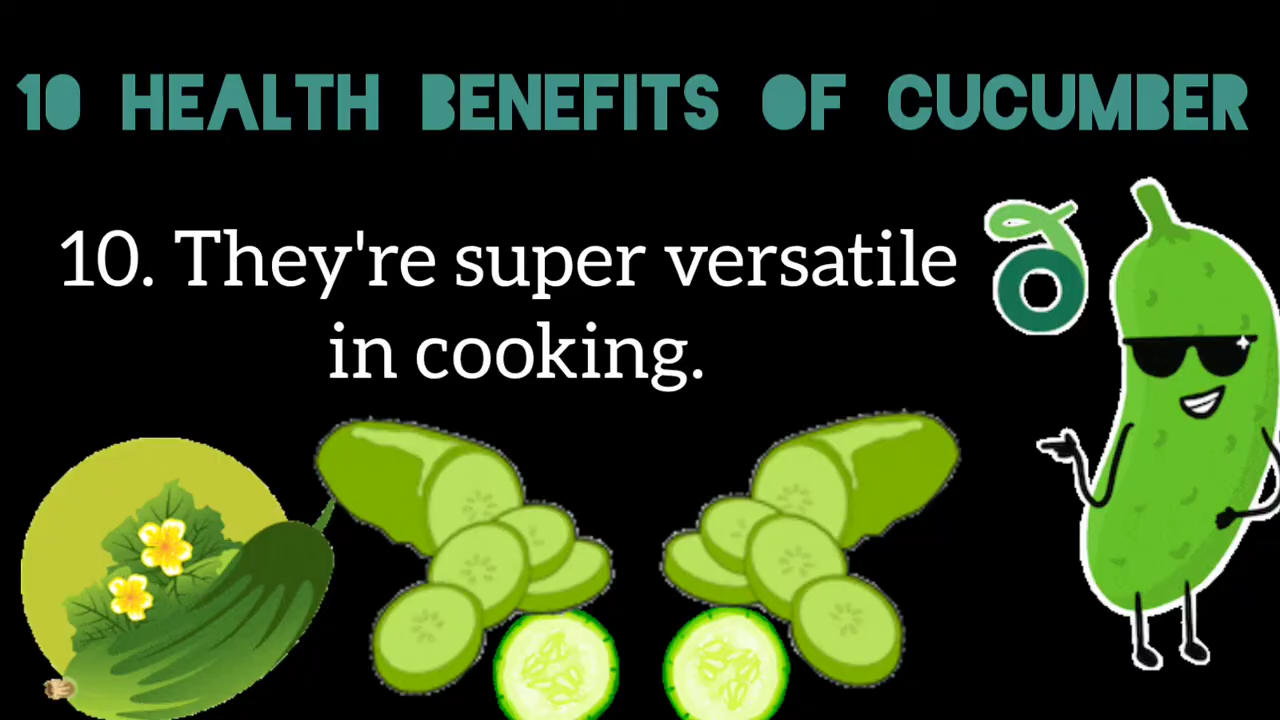 10 HEALTH BENEFITS OF CUCUMBER
10. They're super versatile
in cooking.